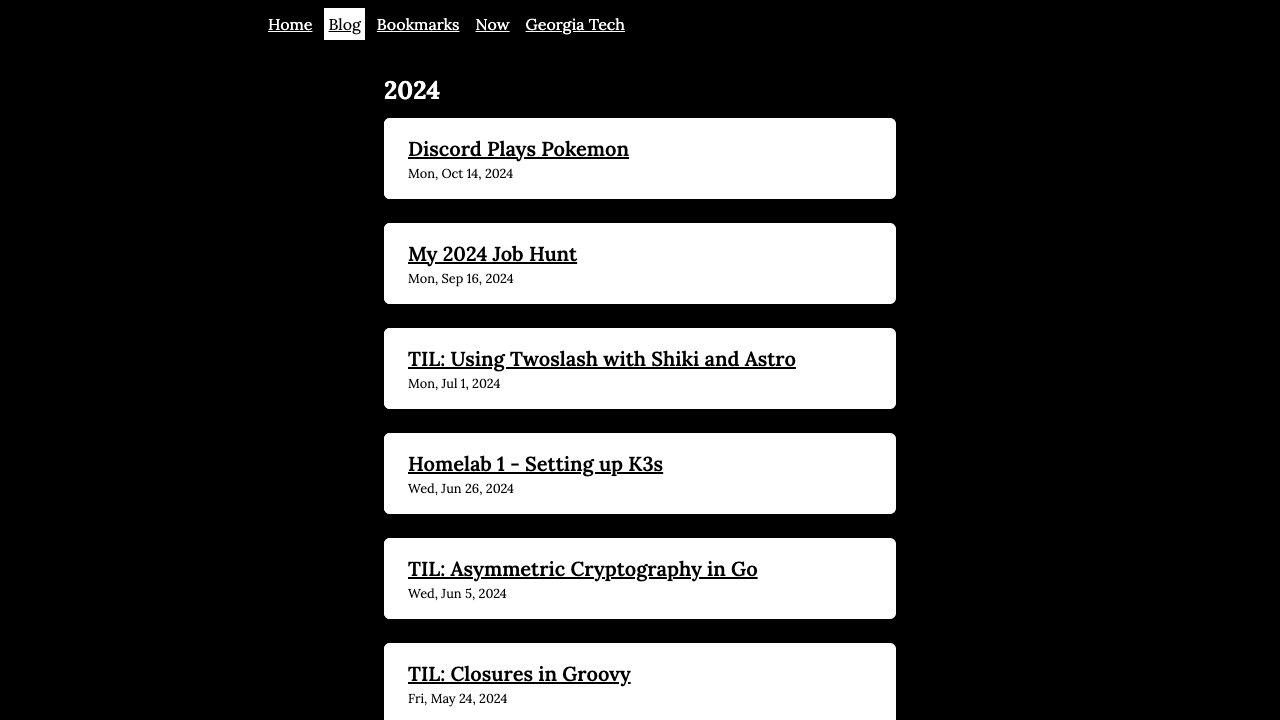 Home Blog Bookmarks Now Georgia Tech
2024
Discord Plays Pokemon
Mon, Oct 14, 2024
My 2024 Job Hunt
Mon, Sep 16, 2024
TIL: Using Twoslash with Shiki and Astro
Mon, Jul 1, 2024
Homelab 1 - Setting up K3s
Wed, Jun 26, 2024
TIL: Asymmetric Cryptography in Go
Wed, Jun 5, 2024
TIL: Closures in Groovy
Fri, May 24, 2024